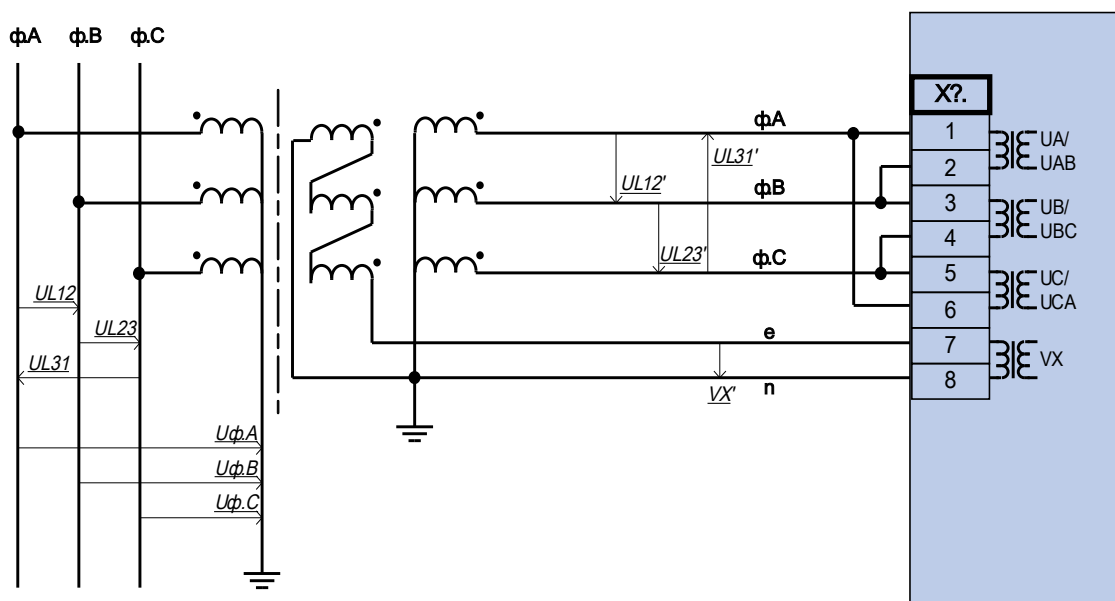 ф.А ф.В ф.С
X?.
ф.А
1
UA/
UAB
UL31'
2
UL12'
ф.В
3
UB/
UBC
UL23'
4
ф.С
5
UC/
UCA
UL12
6
е
UL23
7
VX
UL31
n
8
VX'
Uф.А
Uф.В
Uф.С